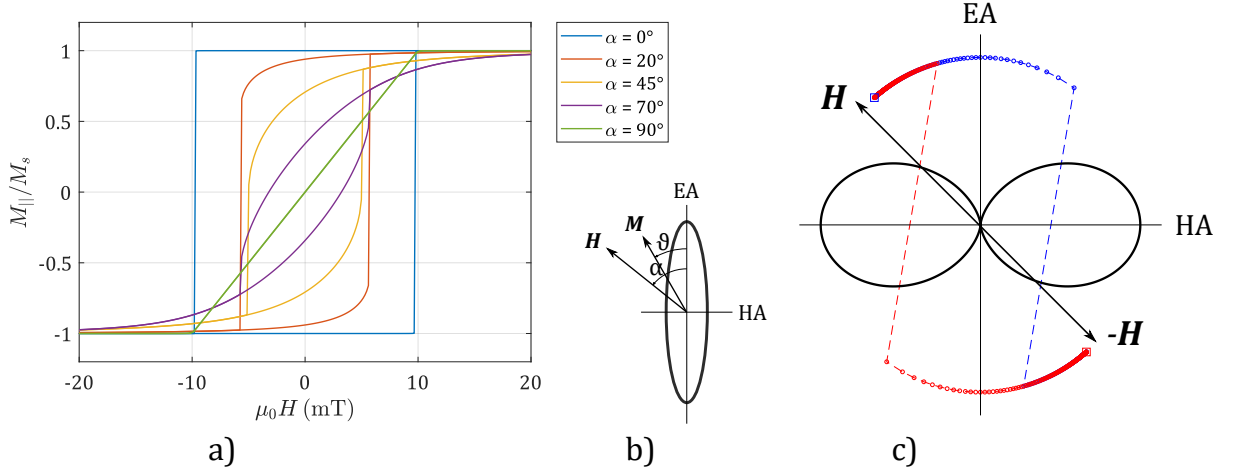 1
0.5
0
-0.5
-1
-20
-10
0
10
20
M||/Ms
μ0H (mT)
α = 0°
α = 20°
α = 45°
α = 70°
α = 90°
a)
EA
H
M
ϑ
α
HA
b)
EA
H
HA
-H
c)